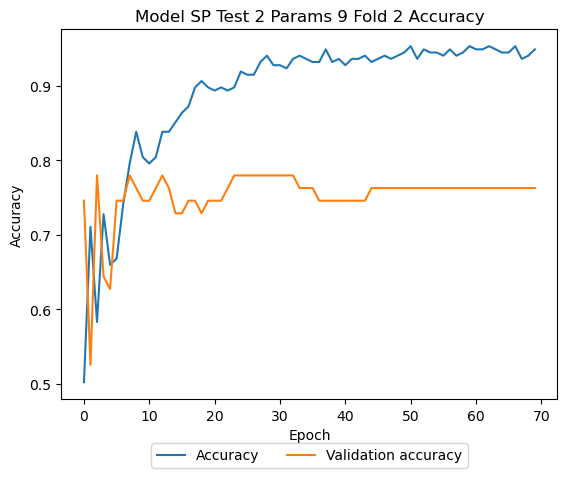 Model SP Test 2 Params 9 Fold 2 Accuracy
Accuracy
0.9
0.8
0.7
0.6
0.5
0 10 20 30 40 50 60 70
Epoch
Accuracy Validation accuracy